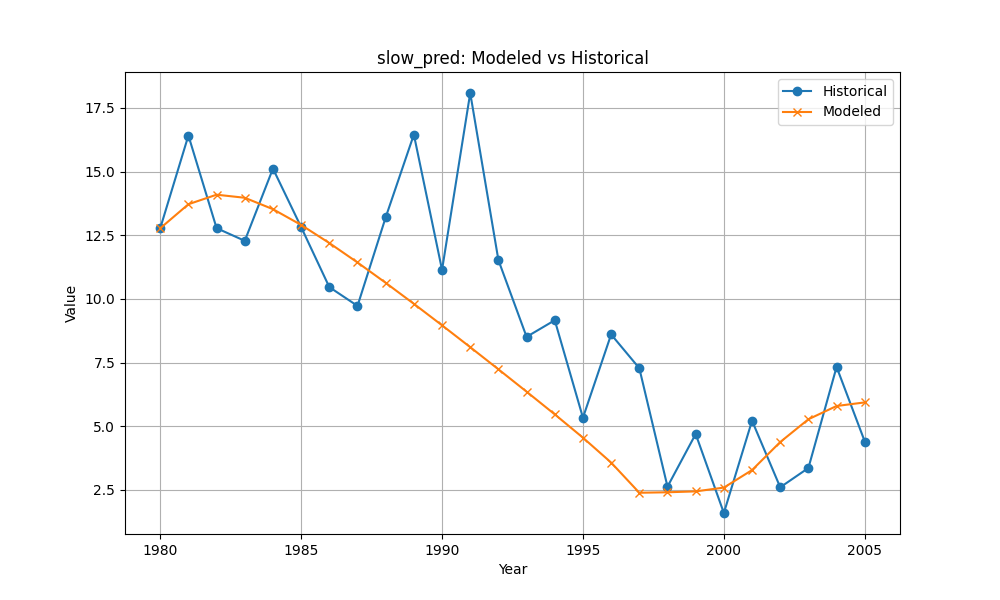 slow_pred: Modeled vs Historical
Historical
Modeled
Value
17.5
15.0
12.5
10.0
7.5
5.0
2.5
1980 1985 1990 1995 2000 2005
Year